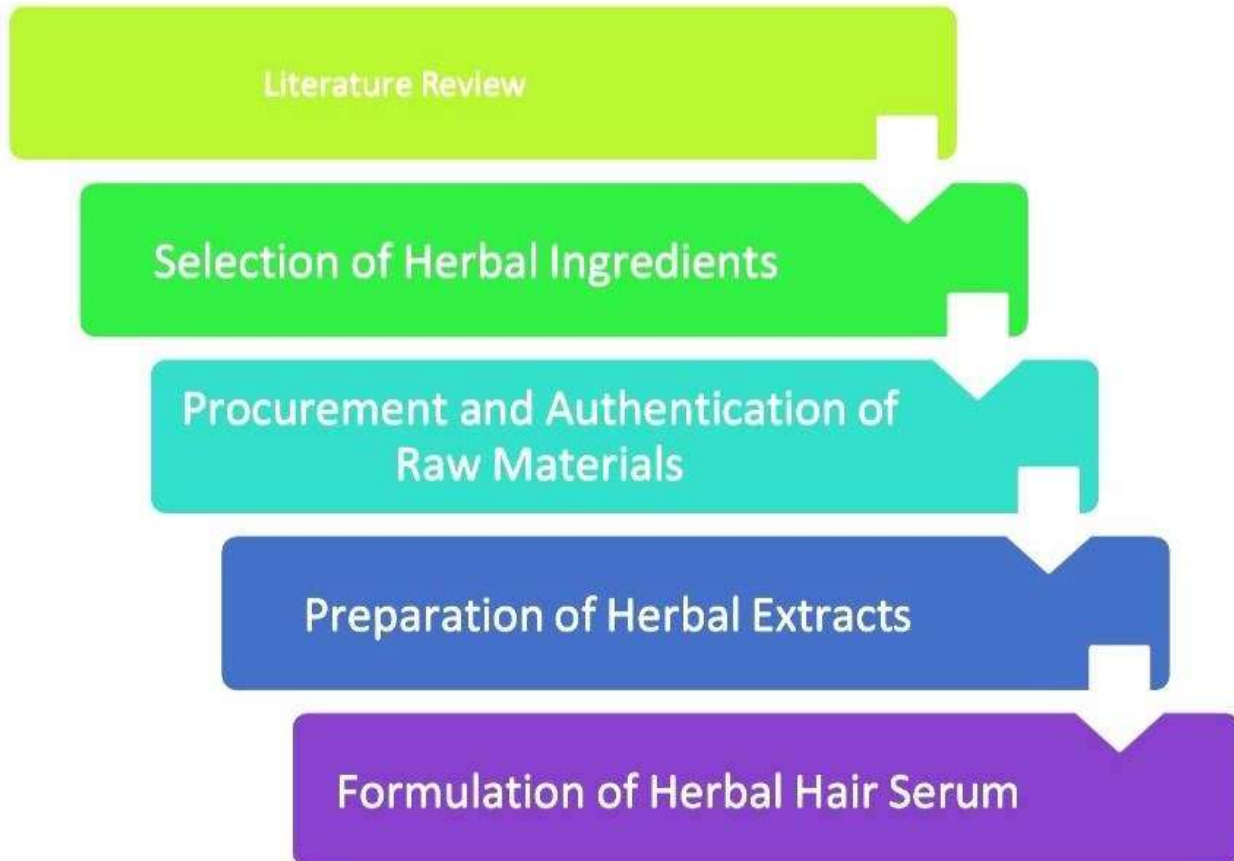 Literature Review
Selection of Herbal Ingredients
Procurement and Authentication of
Raw Materials
Preparation of Herbal Extracts
Formulation of Herbal Hair Serum